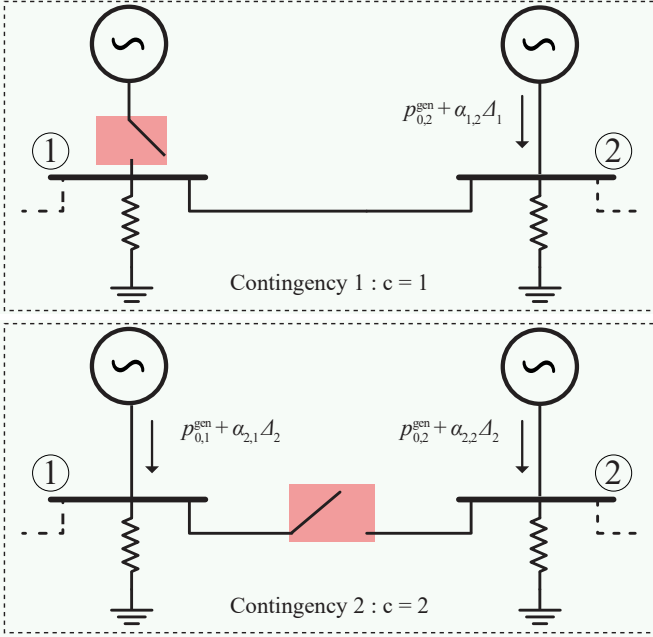 p_{0,2}^{gen} + α_{1,2}Δ_1
1
2
Contingency 1 : c = 1
p_{0,1}^{gen} + α_{2,1}Δ_2
p_{0,2}^{gen} + α_{2,2}Δ_2
1
2
Contingency 2 : c = 2